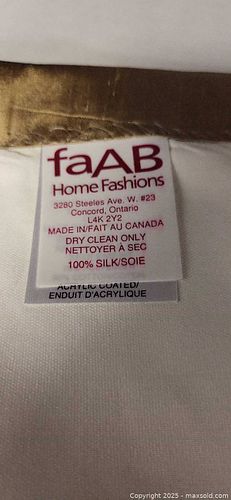 faAB
Home Fashions
3280 Steeles Ave. W. #23
Concord, Ontario
L4K 2Y2
MADE IN/FAIT AU CANADA
DRY CLEAN ONLY
NETTOYER A SEC
100% SILK/SOIE
ACRYLIC COATED/
ENDUIT D'ACRYLIQUE
Copyright © 2025 - maxsold.com